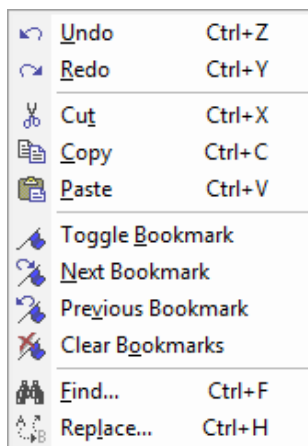 Undo Ctrl+Z
Redo Ctrl+Y
Cut Ctrl+X
Copy Ctrl+C
Paste Ctrl+V
Toggle Bookmark
Next Bookmark
Previous Bookmark
Clear Bookmarks
Find... Ctrl+F
Replace... Ctrl+H